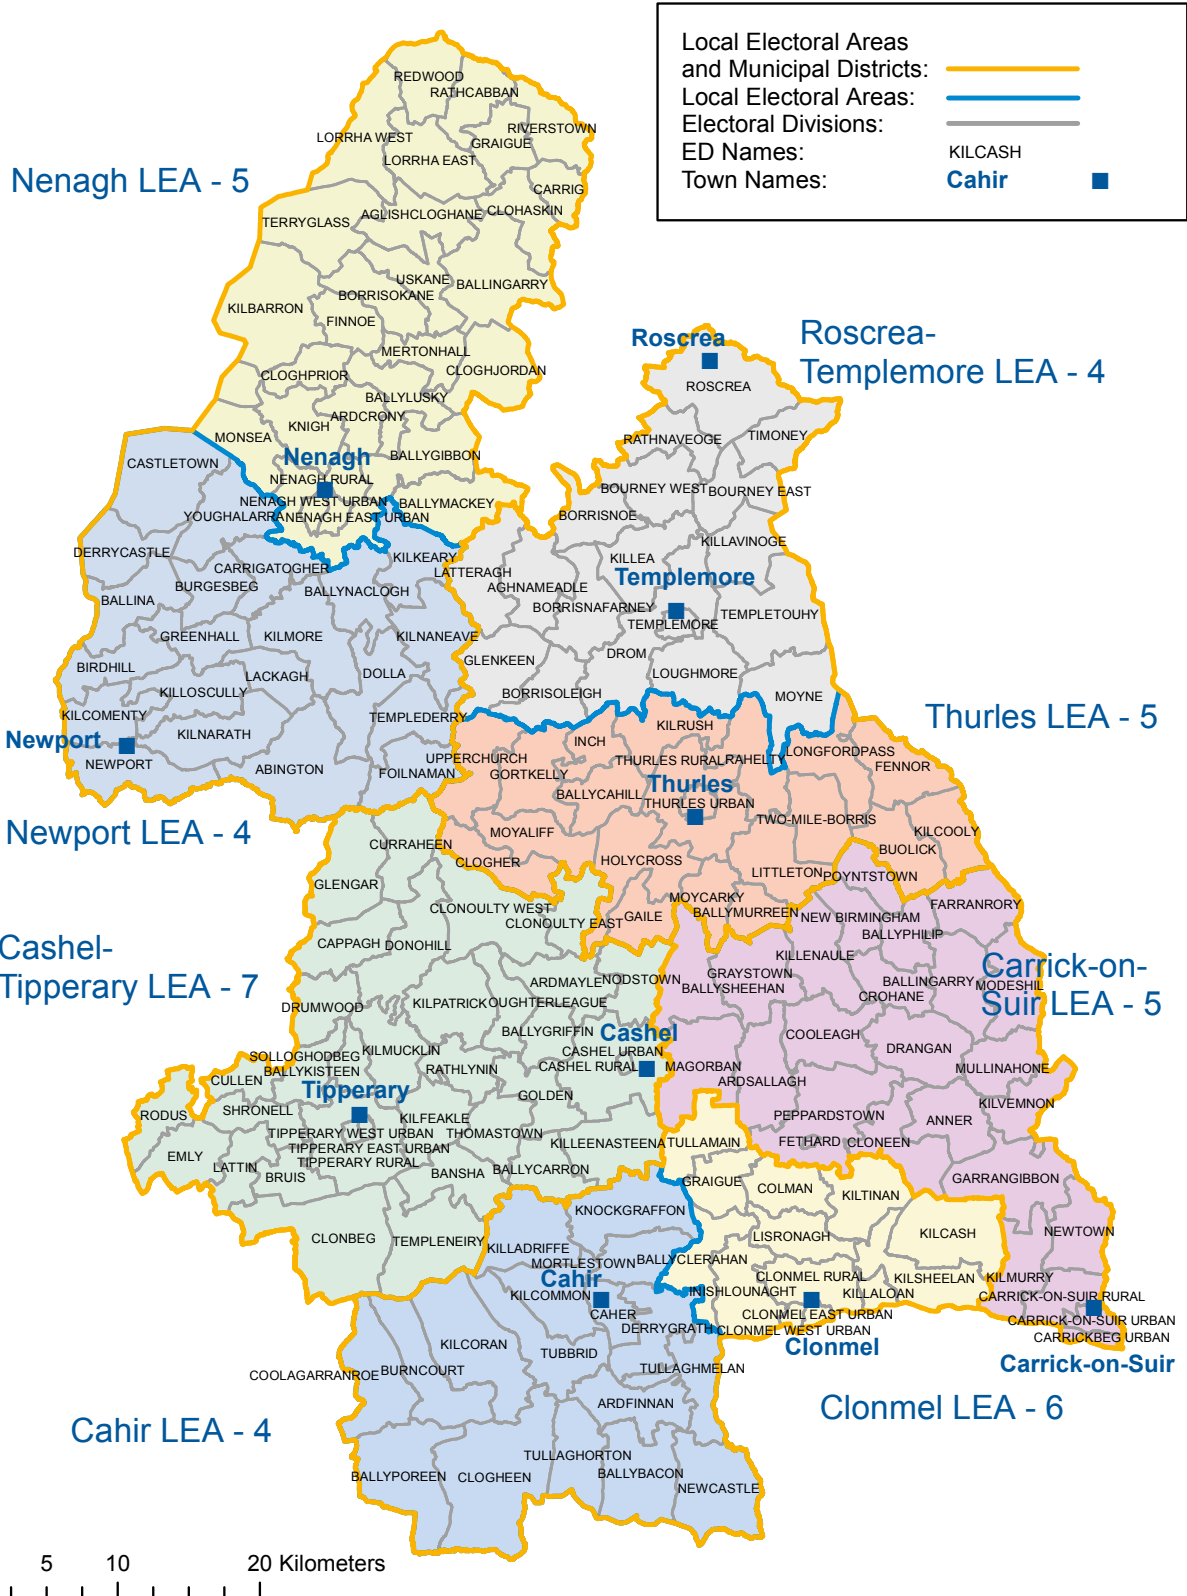 Local Electoral Areas
and Municipal Districts:
Local Electoral Areas:
Electoral Divisions:
ED Names: KILCASH
Town Names: Cahir
Nenagh LEA - 5
REDWOOD
RATHCABBAN
LORRHA WEST
RIVERSTOWN
GRAIGUE
LORRHA EAST
CARRIG
TERRYGLASS
AGLISHCLOGHANE
CLOHASKIN
USKANE
BALLINGARRY
BORRISOKANE
KILBARRON
FINNOE
MERTONHALL
CLOGHPRIOR
CLOGHJORDAN
BALLYLUSKY
ARDCRONY
KNIGH
MONSEA
BALLYGIBBON
Nenagh
NENAGH RURAL
NENAGH WEST URBAN
BALLYMACKEY
NENAGH EAST URBAN
Roscrea-
Templemore LEA - 4
Roscrea
ROSCREA
RATHNAVEOGE
TIMONEY
BOURNEY WEST
BOURNEY EAST
BORRISNOE
KILLAVINOGE
KILLEA
LATTERAGH
AGHNAMEADLE
Templemore
BORRISNAFARNEY
TEMPLEMORE
TEMPLETOUHY
GLENKEEN
DROM
LOUGHMORE
BORRISOLEIGH
MOYNE
CASTLETOWN
YOUGHALARRA
DERRYCASTLE
KILKEARY
CARRIGATOGHER
BURGESBEG
BALLYNACLOGH
BALLINA
GREENHALL
KILMORE
KILNANEAVE
BIRDHILL
LACKAGH
DOLLA
KILLOSCULLY
KILCOMENTY
TEMPLEDERRY
KILNARATH
Newport
NEWPORT
ABINGTON
FOILNAMAN
Newport LEA - 4
Thurles LEA - 5
KILRUSH
INCH
UPPERCHURCH
THURLES RURAL
RAHELTY
LONGFORDPASS
FENNOR
GORTKELLY
Thurles
BALLYCAHILL
THURLES URBAN
TWO-MILE-BORRIS
MOYALIFF
KILCOOLY
BUOLICK
CLOGHER
HOLYCROSS
LITTLETON
POYNTSTOWN
MOYCARKY
GAILE
BALLYMURREEN
Cashel-
Tipperary LEA - 7
CURRAHEEN
GLENGAR
CLONOULTY WEST
CLONOULTY EAST
CAPPAGH
DONOHILL
ARDMAYLE
NODSTOWN
DRUMWOOD
KILPATRICK
OUGHTERLEAGUE
BALLYGRIFFIN
Cashel
CASHEL URBAN
CASHEL RURAL
SOLLOGHODBEG
KILMUCKLIN
BALLYKISTEEN
RATHLYNIN
CULLEN
Tipperary
GOLDEN
RODUS
SHRONELL
KILFEAKLE
TIPPERARY WEST URBAN
THOMASTOWN
TIPPERARY EAST URBAN
KILLEENASTEENA
EMLY
LATTIN
TIPPERARY RURAL
BRUIS
BANSHA
BALLYCARRON
CLONBEG
TEMPLENEIRY
Carrick-on-
Suir LEA - 5
FARRANRORY
NEW BIRMINGHAM
BALLYPHILIP
KILLENAULE
GRAYSTOWN
BALLYSHEEHAN
BALLINGARRY
MODESHIL
CROHANE
COOLEAGH
DRANGAN
MAGORBAN
MULLINAHONE
ARDSALLAGH
KILVEMNON
PEPPARDSTOWN
ANNER
FETHARD
CLONEEN
GARRANGIBBON
NEWTOWN
KILMURRY
CARRICK-ON-SUIR RURAL
CARRICK-ON-SUIR URBAN
CARRICKBEG URBAN
Carrick-on-Suir
TULLAMAIN
GRAIGUE
COLMAN
KILTINAN
LISRONAGH
KILCASH
BALLYCLERAHAN
CLONMEL RURAL
KILSHEELAN
INISHLOUNAGHT
KILLALOAN
CLONMEL EAST URBAN
CLONMEL WEST URBAN
Clonmel
Clonmel LEA - 6
KNOCKGRAFFON
KILLADRIFFE
MORTLESTOWN
Cahir
KILCOMMON
CAHER
DERRYGRATH
KILCORAN
TUBBRID
COOLAGARRANROE
BURNCOURT
TULLAGHMELAN
ARDFINNAN
Cahir LEA - 4
TULLAGHORTON
BALLYPOREEN
CLOGHEEN
BALLYBACON
NEWCASTLE
5 10 20 Kilometers